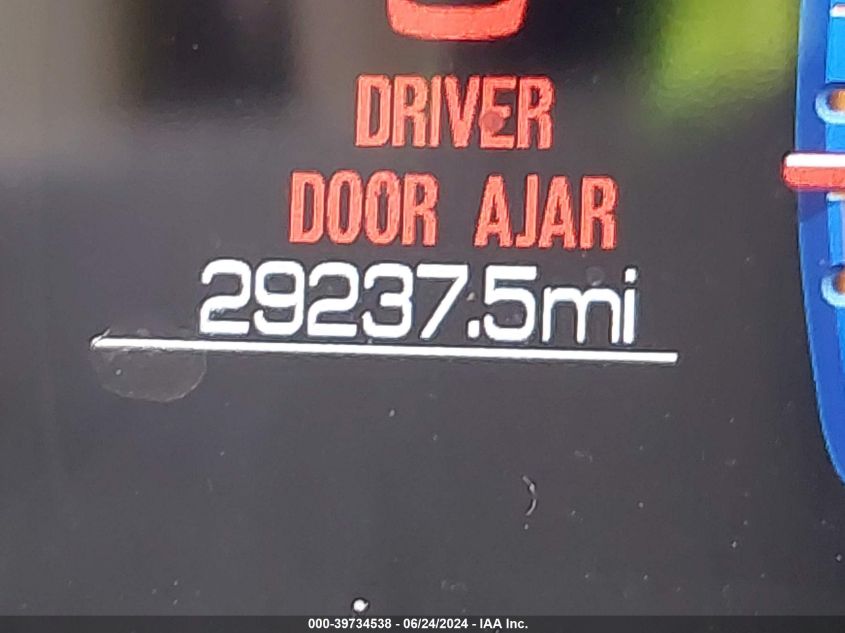 DRIVER
DOOR AJAR
29237.5mi
000-39734538 - 06/24/2024 - IAA Inc.